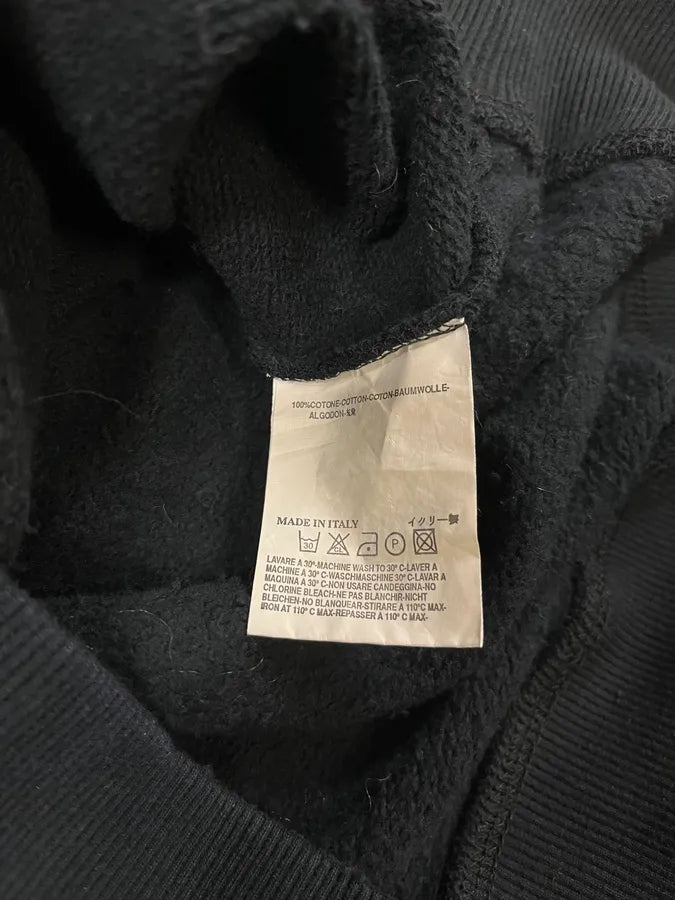 100%COTONE-COTTON-COTON-BAUMWOLLE-
ALGODON-
MADE IN ITALY イタリー製
30 CL P
LAVARE A 30°-MACHINE WASH TO 30° C-LAVER A
MACHINE A 30° C-WASCHMASCHINE 30° C-LAVAR A
MAQUINA A 30° C-NON USARE CANDEGGINA-NO
CHLORINE BLEACH-NE PAS BLANCHIR-NICHT
BLEICHEN-NO BLANQUEAR-STIRARE A 110°C MAX-
IRON AT 110° C MAX-REPASSER A 110° C MAX-